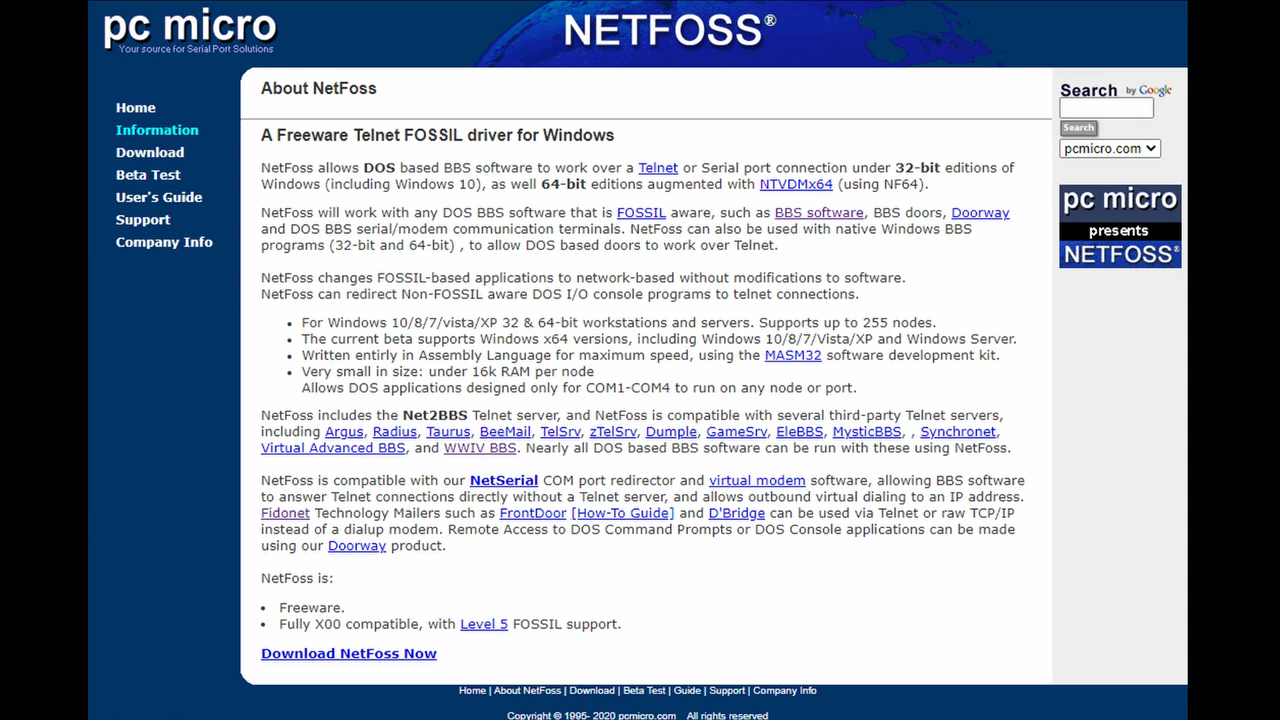 pc micro
Your source for Serial Port Solutions
NETFOSS®
Home
Information
Download
Beta Test
User's Guide
Support
Company Info
About NetFoss
A Freeware Telnet FOSSIL driver for Windows
NetFoss allows DOS based BBS software to work over a Telnet or Serial port connection under 32-bit editions of
Windows (including Windows 10), as well 64-bit editions augmented with NTVDMx64 (using NF64).
NetFoss will work with any DOS BBS software that is FOSSIL aware, such as BBS software, BBS doors, Doorway
and DOS BBS serial/modem communication terminals. NetFoss can also be used with native Windows BBS
programs (32-bit and 64-bit) , to allow DOS based doors to work over Telnet.
NetFoss changes FOSSIL-based applications to network-based without modifications to software.
NetFoss can redirect Non-FOSSIL aware DOS I/O console programs to telnet connections.
• For Windows 10/8/7/vista/XP 32 & 64-bit workstations and servers. Supports up to 255 nodes.
• The current beta supports Windows x64 versions, including Windows 10/8/7/Vista/XP and Windows Server.
• Written entirly in Assembly Language for maximum speed, using the MASM32 software development kit.
• Very small in size: under 16k RAM per node
Allows DOS applications designed only for COM1-COM4 to run on any node or port.
NetFoss includes the Net2BBS Telnet server, and NetFoss is compatible with several third-party Telnet servers,
including Argus, Radius, Taurus, BeeMail, TelSrv, zTelSrv, Dumple, GameSrv, EleBBS, MysticBBS, , Synchronet,
Virtual Advanced BBS, and WWIV BBS. Nearly all DOS based BBS software can be run with these using NetFoss.
NetFoss is compatible with our NetSerial COM port redirector and virtual modem software, allowing BBS software
to answer Telnet connections directly without a Telnet server, and allows outbound virtual dialing to an IP address.
Fidonet Technology Mailers such as FrontDoor [How-To Guide] and D'Bridge can be used via Telnet or raw TCP/IP
instead of a dialup modem. Remote Access to DOS Command Prompts or DOS Console applications can be made
using our Doorway product.
NetFoss is:
• Freeware.
• Fully X00 compatible, with Level 5 FOSSIL support.
Download NetFoss Now
Search by Google
Search
pcmicro.com
pc micro
presents
NETFOSS®
Home | About NetFoss | Download | Beta Test | Guide | Support | Company Info
Copyright © 1995- 2020 pcmicro.com All rights reserved